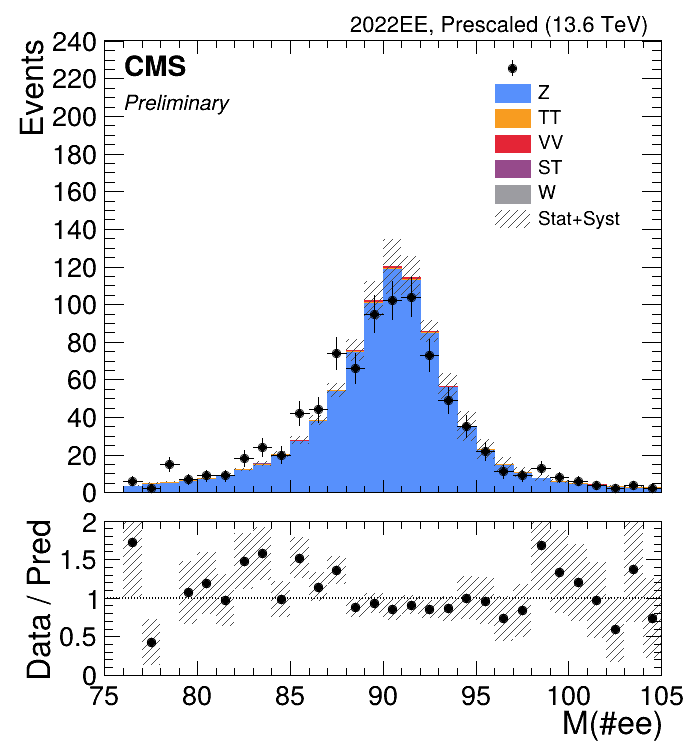 2022EE, Prescaled (13.6 TeV)
CMS
Preliminary
Events
240
220
200
180
160
140
120
100
80
60
40
20
0
Z
TT
VV
ST
W
Stat+Syst
Data / Pred
2
1.5
1
0.5
0
75 80 85 90 95 100 105
M(#ee)